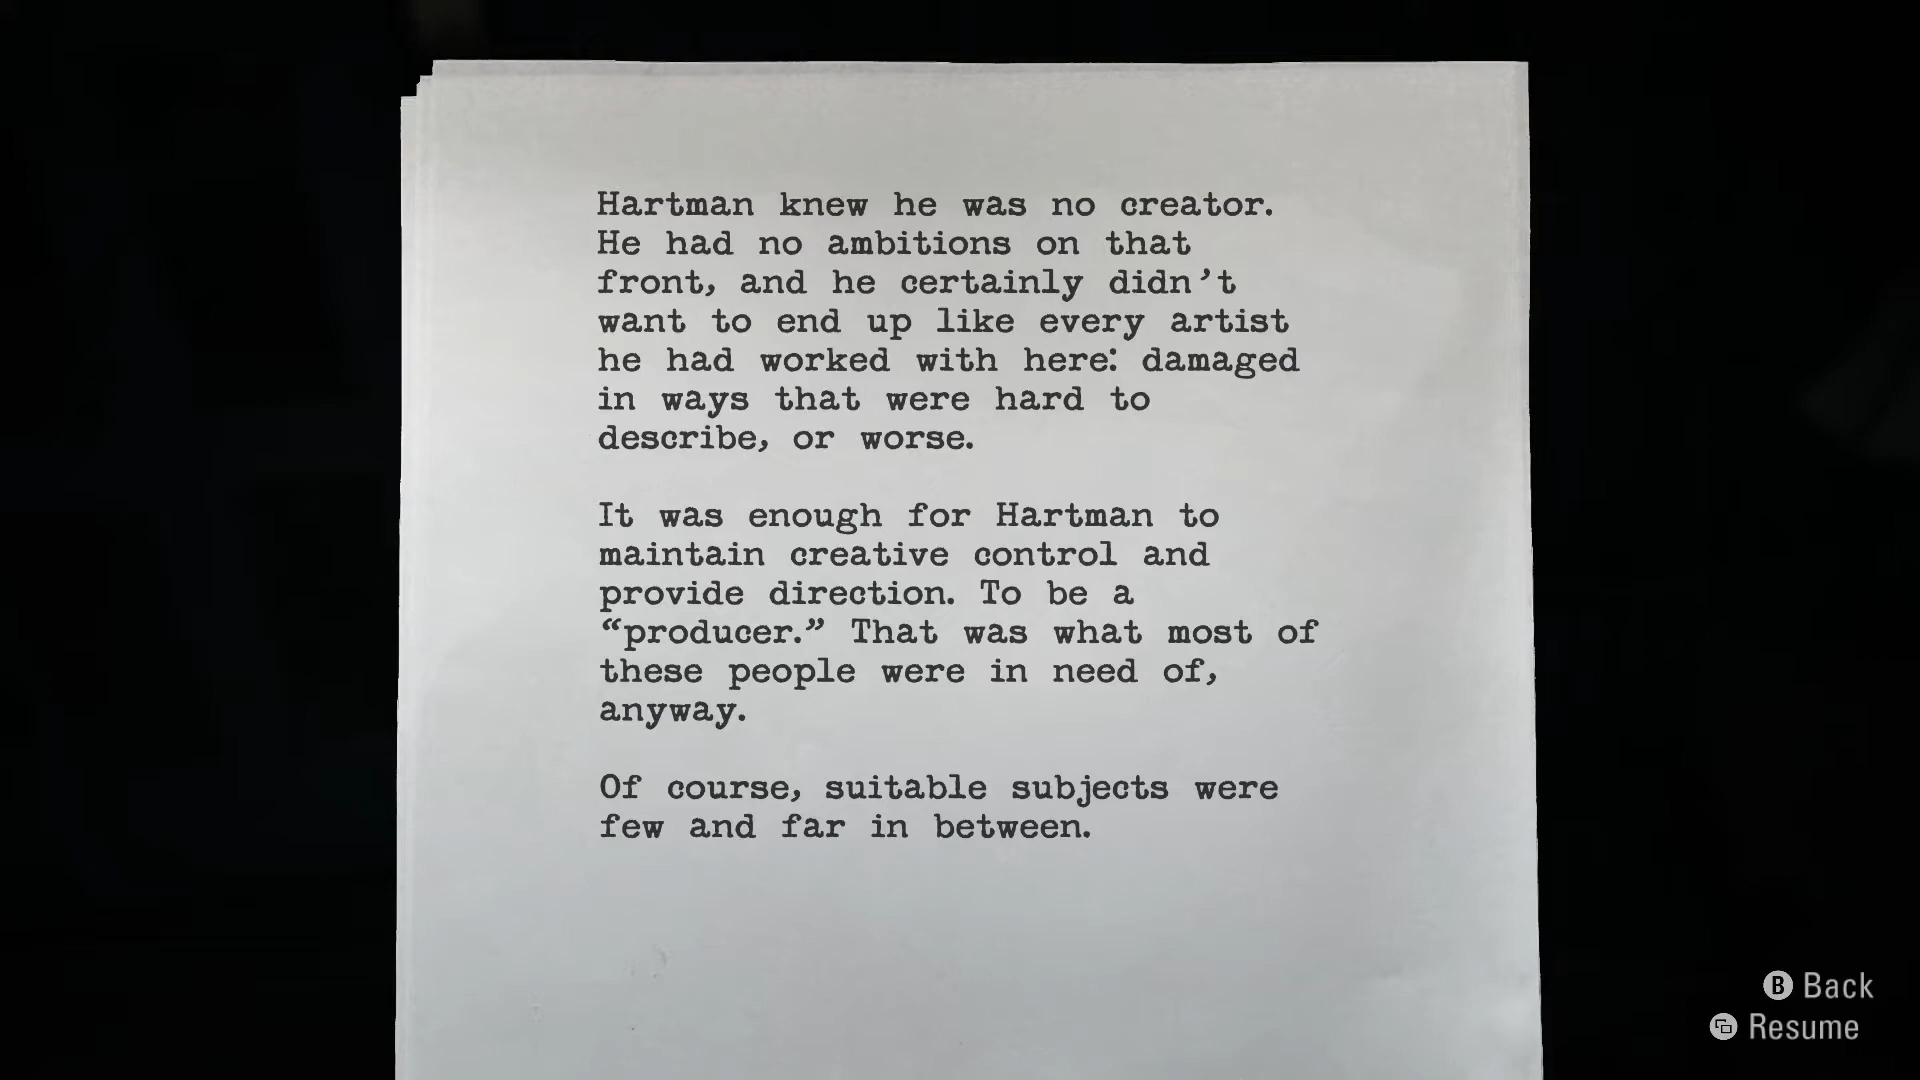 Hartman knew he was no creator.
He had no ambitions on that
front, and he certainly didn’t
want to end up like every artist
he had worked with here: damaged
in ways that were hard to
describe, or worse.
It was enough for Hartman to
maintain creative control and
provide direction. To be a
“producer.” That was what most of
these people were in need of,
anyway.
Of course, suitable subjects were
few and far in between.
B Back
Resume